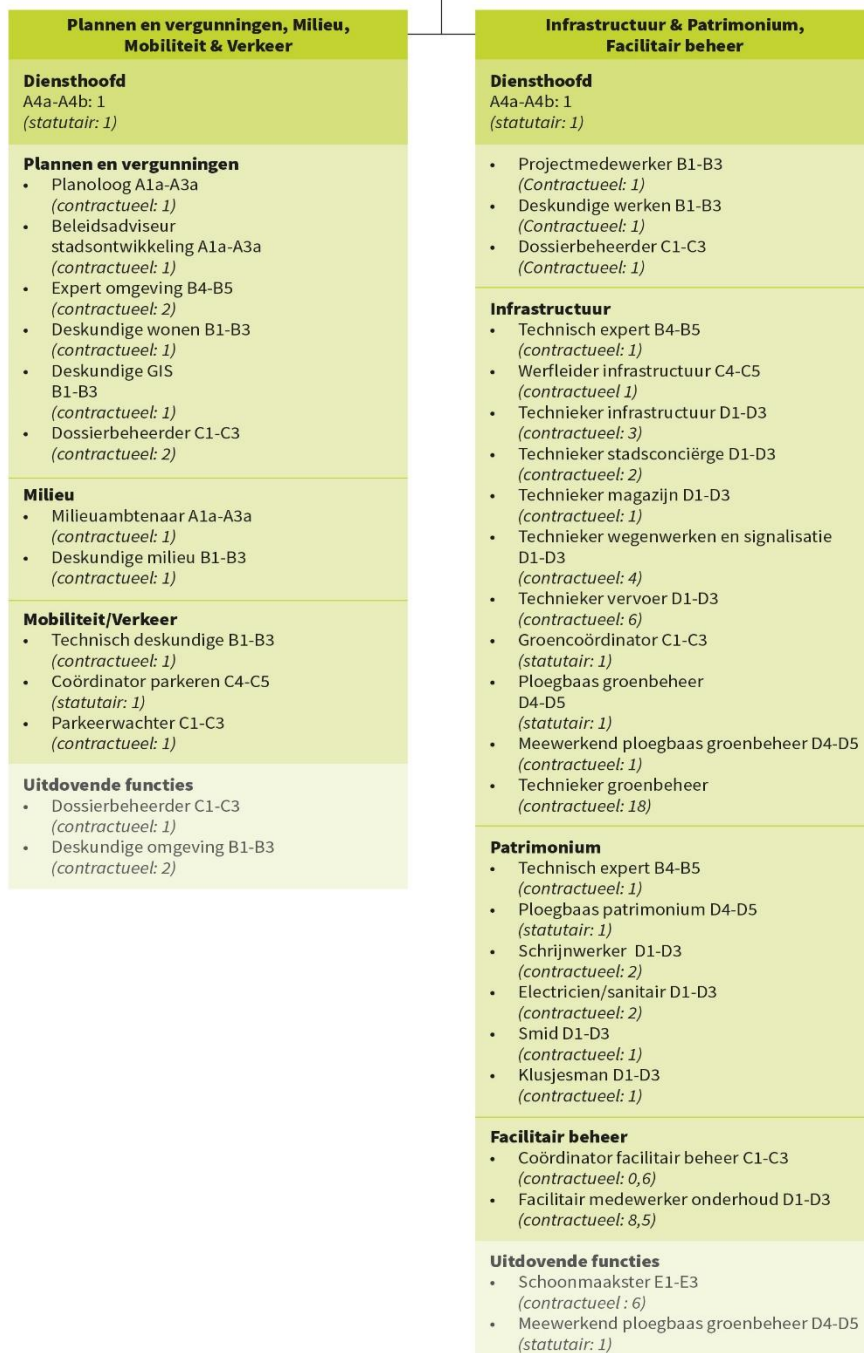 Plannen en vergunningen, Milieu,
Mobiliteit & Verkeer
Diensthoofd
A4a-A4b: 1
(statutair: 1)
Plannen en vergunningen
• Planoloog A1a-A3a
(contractueel: 1)
• Beleidsadviseur
stadsontwikkeling A1a-A3a
(contractueel: 1)
• Expert omgeving B4-B5
(contractueel: 2)
• Deskundige wonen B1-B3
(contractueel: 1)
• Deskundige GIS
B1-B3
(contractueel: 1)
• Dossierbeheerder C1-C3
(contractueel: 2)
Milieu
• Milieuambtenaar A1a-A3a
(contractueel: 1)
• Deskundige milieu B1-B3
(contractueel: 1)
Mobiliteit/Verkeer
• Technisch deskundige B1-B3
(contractueel: 1)
• Coördinator parkeren C4-C5
(statutair: 1)
• Parkeerwachter C1-C3
(contractueel: 1)
Uitdovende functies
• Dossierbeheerder C1-C3
(contractueel: 1)
• Deskundige omgeving B1-B3
(contractueel: 2)
Infrastructuur & Patrimonium,
Facilitair beheer
Diensthoofd
A4a-A4b: 1
(statutair: 1)
• Projectmedewerker B1-B3
(Contractueel: 1)
• Deskundige werken B1-B3
(Contractueel: 1)
• Dossierbeheerder C1-C3
(Contractueel: 1)
Infrastructuur
• Technisch expert B4-B5
(contractueel: 1)
• Werfleider infrastructuur C4-C5
(contractueel 1)
• Technieker infrastructuur D1-D3
(contractueel: 3)
• Technieker stadsconciërge D1-D3
(contractueel: 2)
• Technieker magazijn D1-D3
(contractueel: 1)
• Technieker wegenwerken en signalisatie
D1-D3
(contractueel: 4)
• Technieker vervoer D1-D3
(contractueel: 6)
• Groencoördinator C1-C3
(statutair: 1)
• Ploegbaas groenbeheer
D4-D5
(statutair: 1)
• Meewerkend ploegbaas groenbeheer D4-D5
(contractueel: 1)
• Technieker groenbeheer
(contractueel: 18)
Patrimonium
• Technisch expert B4-B5
(contractueel: 1)
• Ploegbaas patrimonium D4-D5
(statutair: 1)
• Schrijnwerker D1-D3
(contractueel: 2)
• Electricien/sanitair D1-D3
(contractueel: 2)
• Smid D1-D3
(contractueel: 1)
• Klusjesman D1-D3
(contractueel: 1)
Facilitair beheer
• Coördinator facilitair beheer C1-C3
(contractueel: 0,6)
• Facilitair medewerker onderhoud D1-D3
(contractueel: 8,5)
Uitdovende functies
• Schoonmaakster E1-E3
(contractueel : 6)
• Meewerkend ploegbaas groenbeheer D4-D5
(statutair: 1)